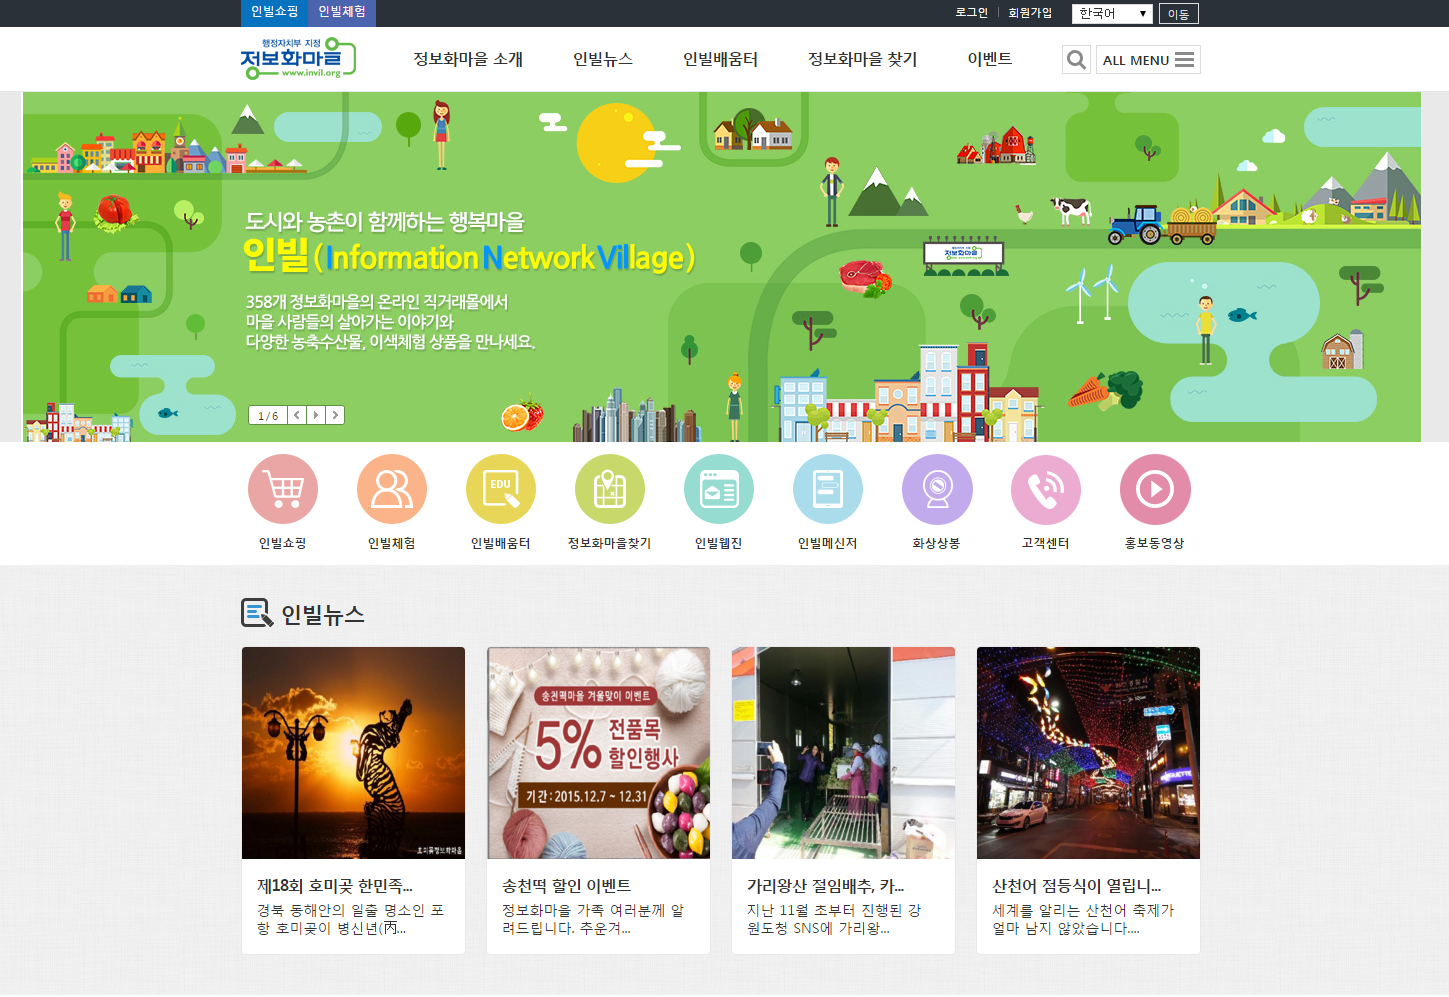 인빌쇼핑 인빌체험 로그인 회원가입 한국어 이동
행정자치부 지정
정보화마을
www.invil.org
정보화마을 소개 인빌뉴스 인빌배움터 정보화마을 찾기 이벤트 ALL MENU
도시와 농촌이 함께하는 행복마을
인빌(Information Network Village)
358개 정보화마을의 온라인 직거래몰에서
마을 사람들의 살아가는 이야기와
다양한 농축수산물, 이색체험 상품을 만나세요.
정보화마을
1/6
EDU
인빌쇼핑 인빌체험 인빌배움터 정보화마을찾기 인빌웹진 인빌메신저 화상상봉 고객센터 홍보동영상
인빌뉴스
호미곶정보화마을
송천떡마을 겨울맞이 이벤트
5% 전품목
할인행사
기간:2015.12.7 ~ 12.31
제18회 호미곶 한민족...
경북 동해안의 일출 명소인 포
항 호미곶이 병신년(丙...
송천떡 할인 이벤트
정보화마을 가족 여러분께 알
려드립니다. 추운겨...
가리왕산 절임배추, 카...
지난 11월 초부터 진행된 강
원도청 SNS에 가리왕...
산천어 점등식이 열립니...
세계를 알리는 산천어 축제가
얼마 남지 않았습니다....